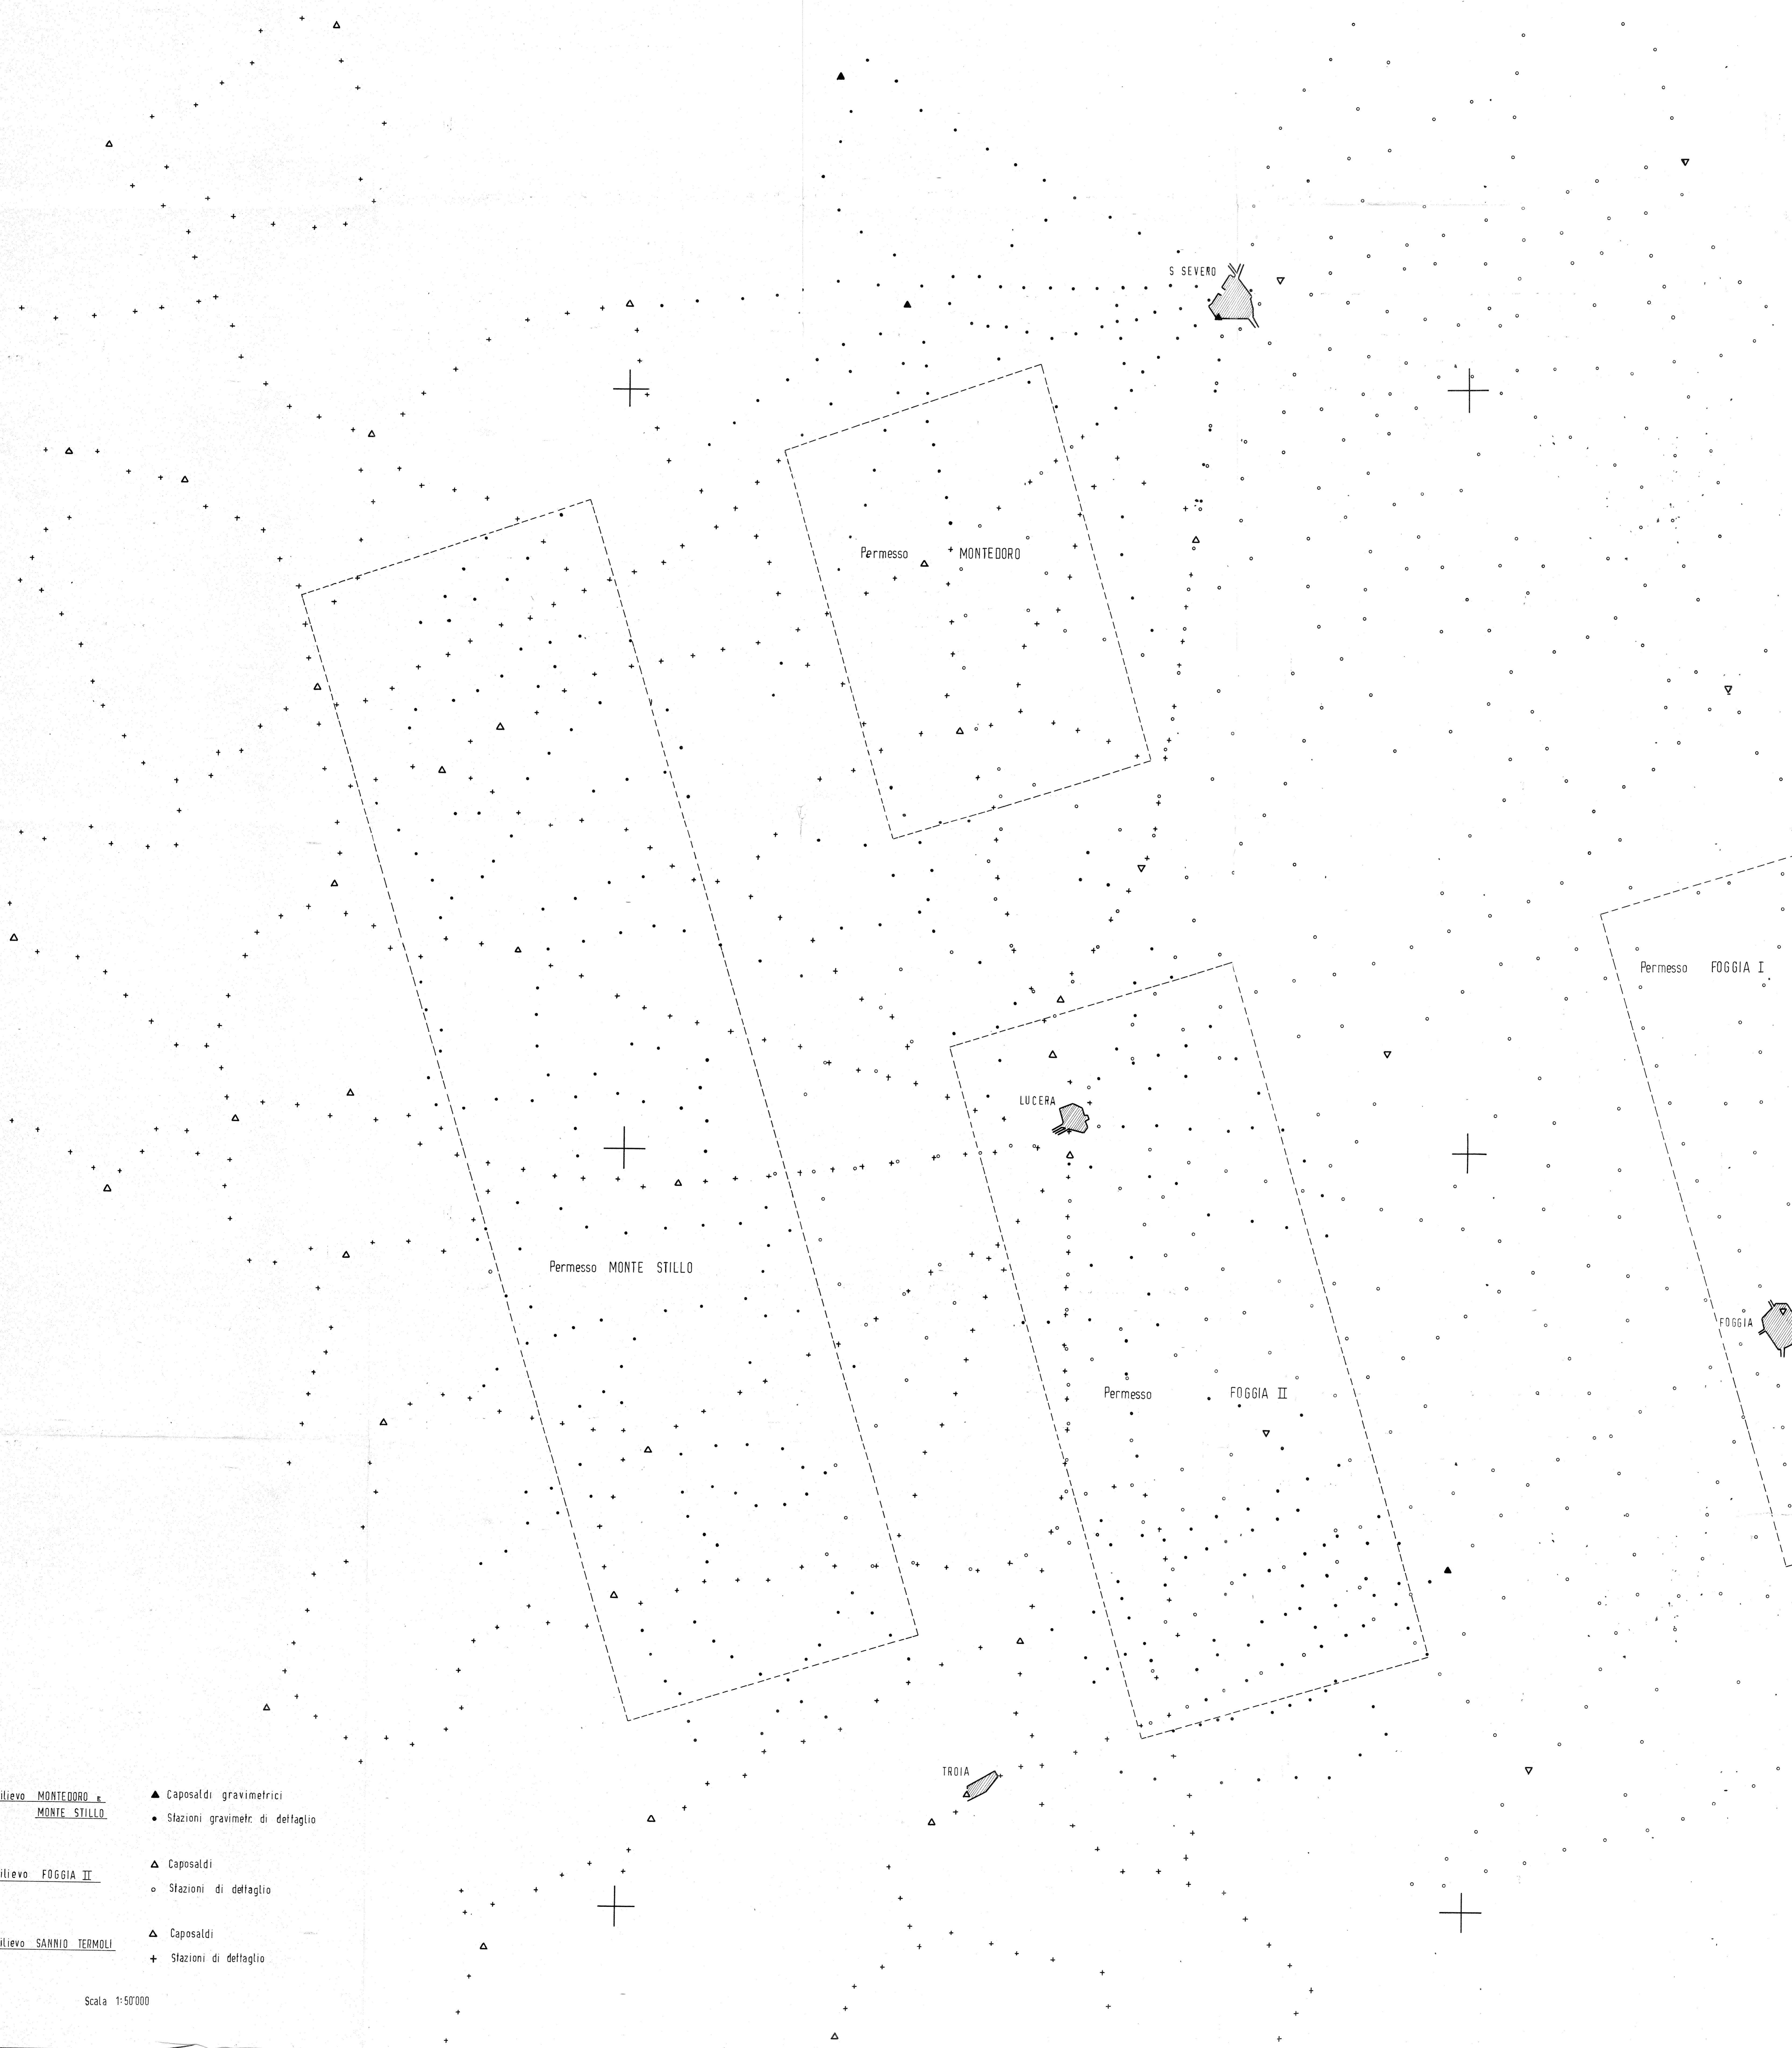 S SEVERO
Permesso MONTEDORO
Permesso FOGGIA I
LUCERA
Permesso MONTE STILLO
FOGGIA
Permesso FOGGIA II
TROIA
ilievo MONTEDORO E
MONTE STILLO
Caposaldi gravimetrici
Stazioni gravimetr. di dettaglio
ilievo FOGGIA II
Caposaldi
Stazioni di dettaglio
ilievo SANNIO TERMOLI
Caposaldi
Stazioni di dettaglio
Scala 1:50'000